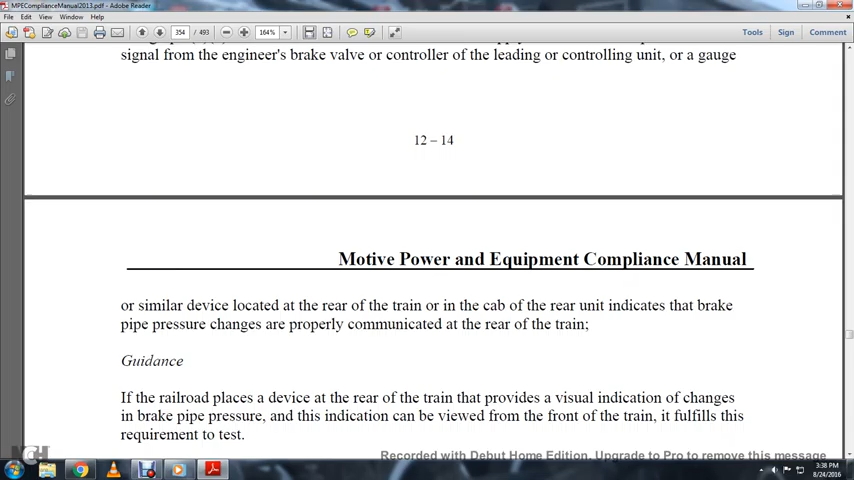 MPEComplianceManual2013.pdf - Adobe Reader
File Edit View Window Help
354 / 493 164% Tools Sign Comment
signal from the engineer's brake valve or controller of the leading or controlling unit, or a gauge
12 – 14
Motive Power and Equipment Compliance Manual
or similar device located at the rear of the train or in the cab of the rear unit indicates that brake
pipe pressure changes are properly communicated at the rear of the train;
Guidance
If the railroad places a device at the rear of the train that provides a visual indication of changes
in brake pipe pressure, and this indication can be viewed from the front of the train, it fulfills this
requirement to test.
Recorded with Debut Home Edition. Upgrade to Pro to remove this message
3:38 PM
8/24/2016